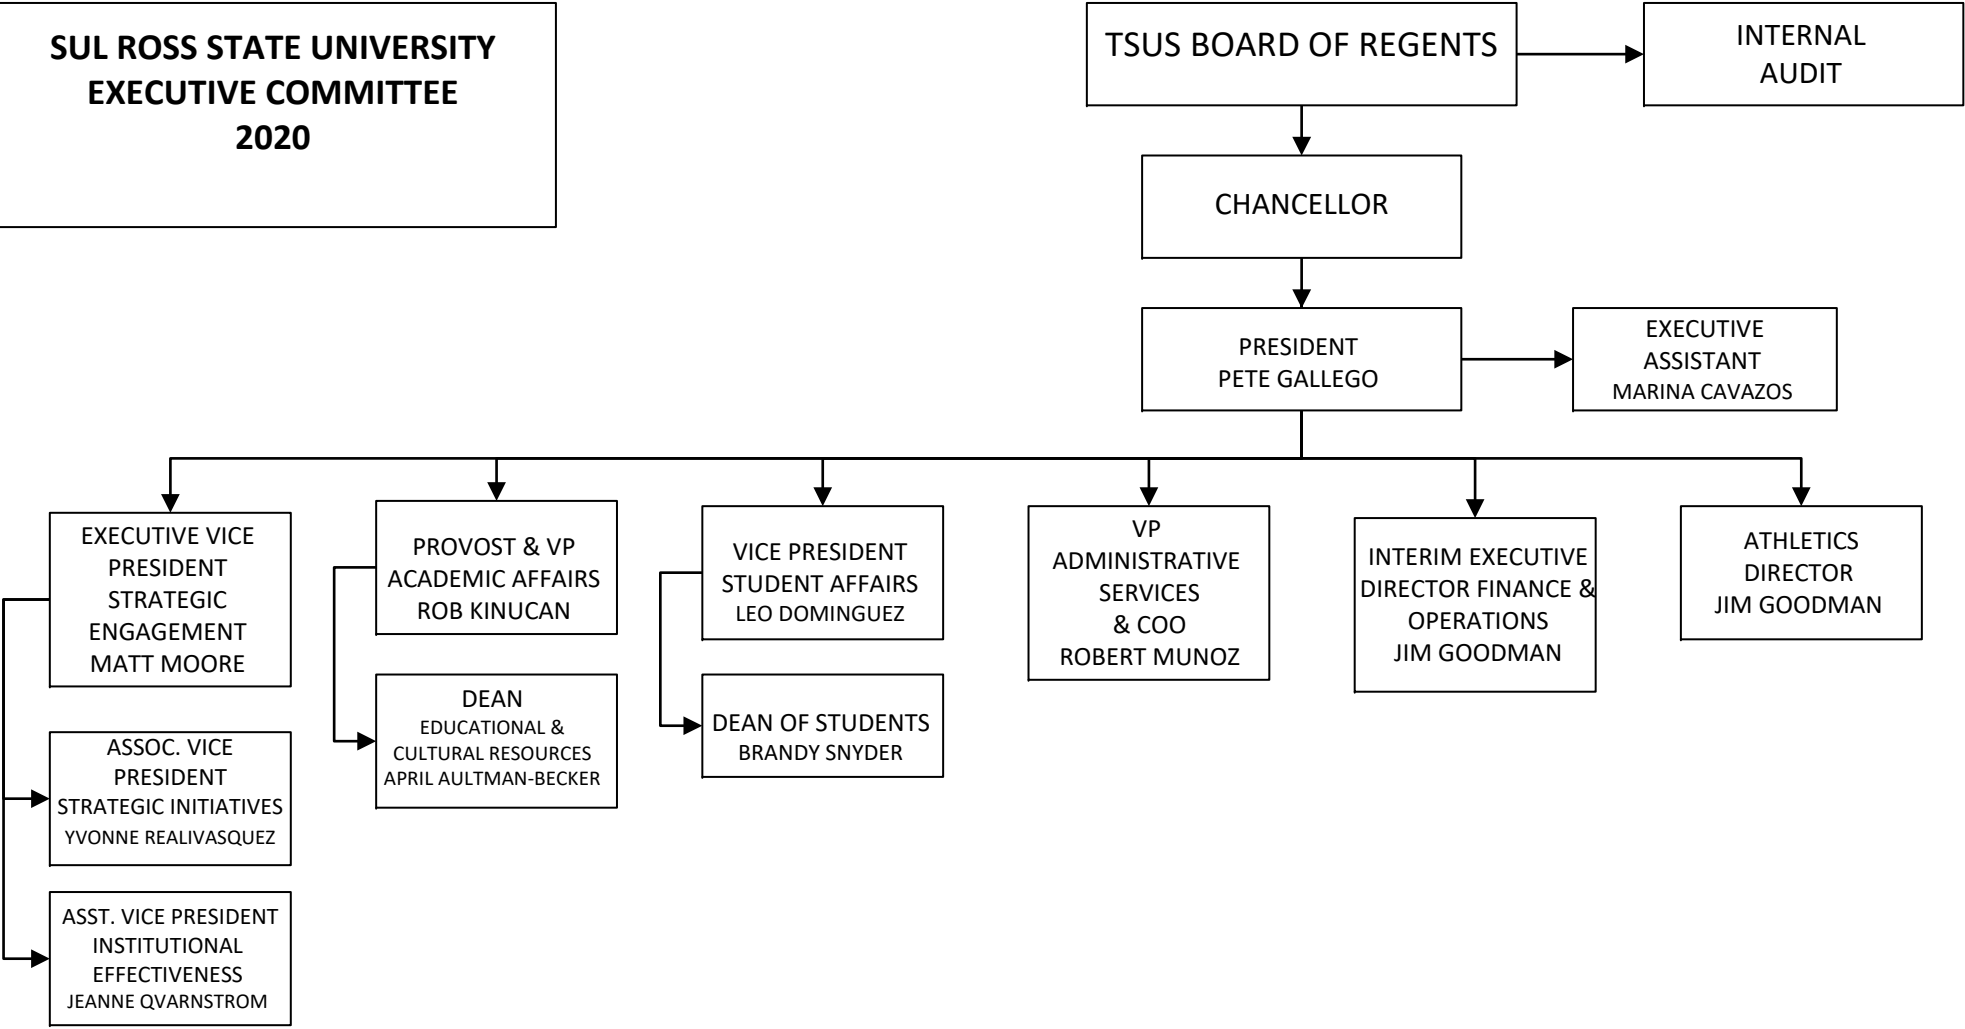 SUL ROSS STATE UNIVERSITY
EXECUTIVE COMMITTEE
2020
TSUS BOARD OF REGENTS
INTERNAL
AUDIT
CHANCELLOR
PRESIDENT
PETE GALLEGO
EXECUTIVE
ASSISTANT
MARINA CAVAZOS
EXECUTIVE VICE
PRESIDENT
STRATEGIC
ENGAGEMENT
MATT MOORE
PROVOST & VP
ACADEMIC AFFAIRS
ROB KINUCAN
VICE PRESIDENT
STUDENT AFFAIRS
LEO DOMINGUEZ
VP
ADMINISTRATIVE
SERVICES
& COO
ROBERT MUNOZ
INTERIM EXECUTIVE
DIRECTOR FINANCE &
OPERATIONS
JIM GOODMAN
ATHLETICS
DIRECTOR
JIM GOODMAN
ASSOC. VICE
PRESIDENT
STRATEGIC INITIATIVES
YVONNE REALIVASQUEZ
DEAN
EDUCATIONAL &
CULTURAL RESOURCES
APRIL AULTMAN-BECKER
DEAN OF STUDENTS
BRANDY SNYDER
ASST. VICE PRESIDENT
INSTITUTIONAL
EFFECTIVENESS
JEANNE QVARNSTROM